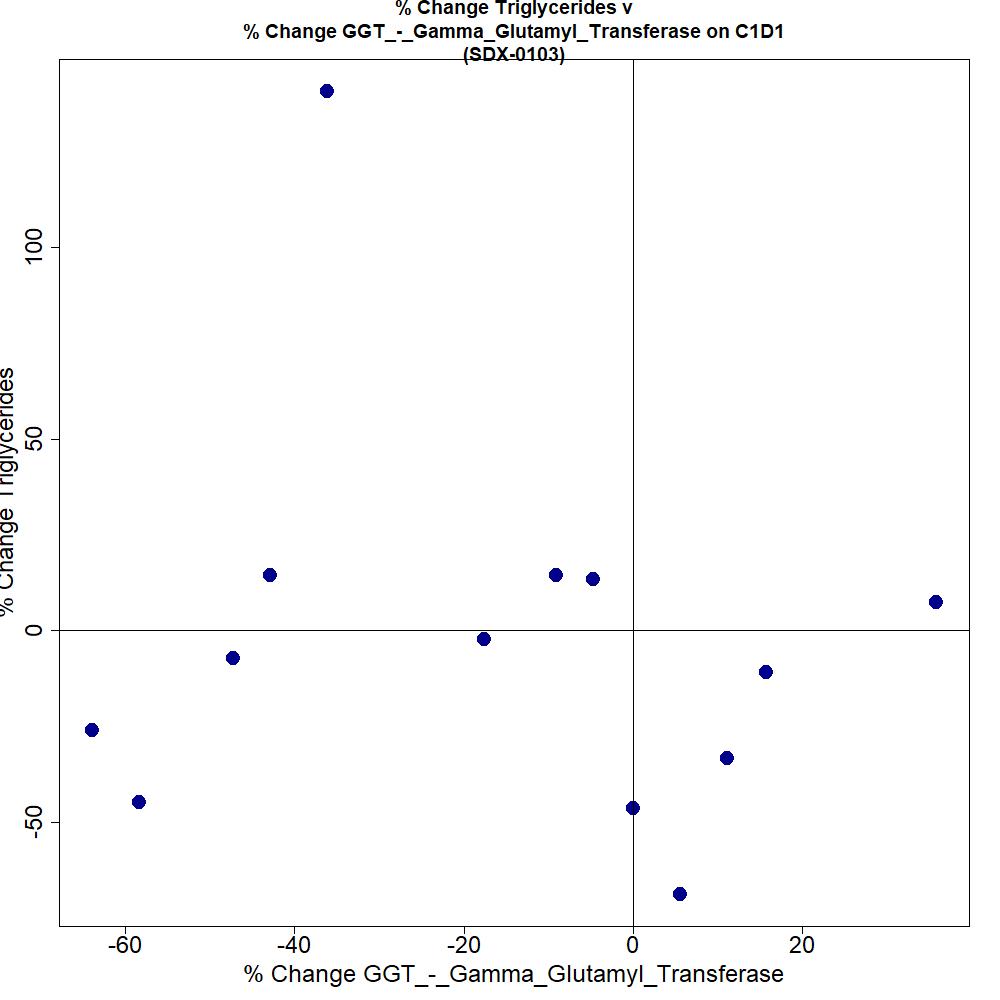 % Change Triglycerides v
% Change GGT_-_Gamma_Glutamyl_Transferase on C1D1
(SDX-0103)
% Change Triglycerides
100
50
0
-50
-60
-40
-20
0
20
% Change GGT_-_Gamma_Glutamyl_Transferase